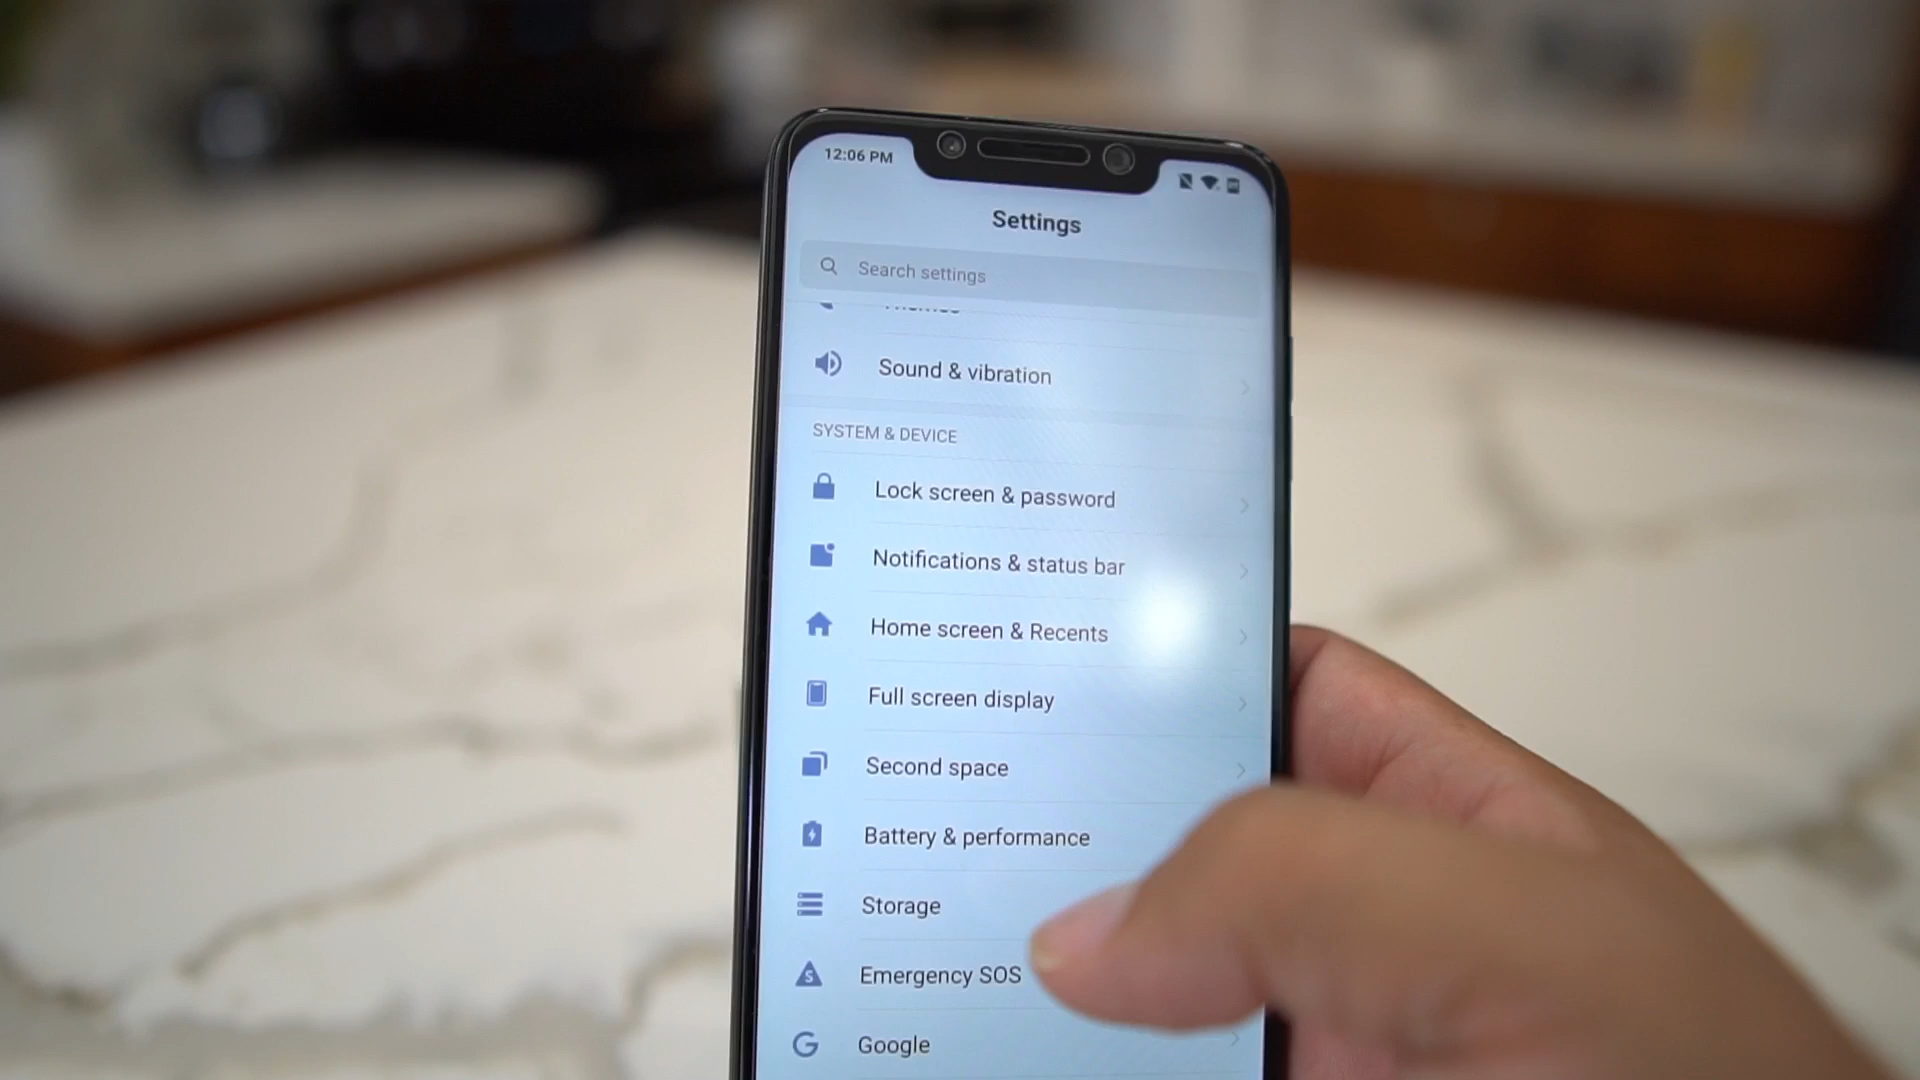 12:06 PM
Settings
Search settings
Sound & vibration
SYSTEM & DEVICE
Lock screen & password
Notifications & status bar
Home screen & Recents
Full screen display
Second space
Battery & performance
Storage
Emergency SOS
Google